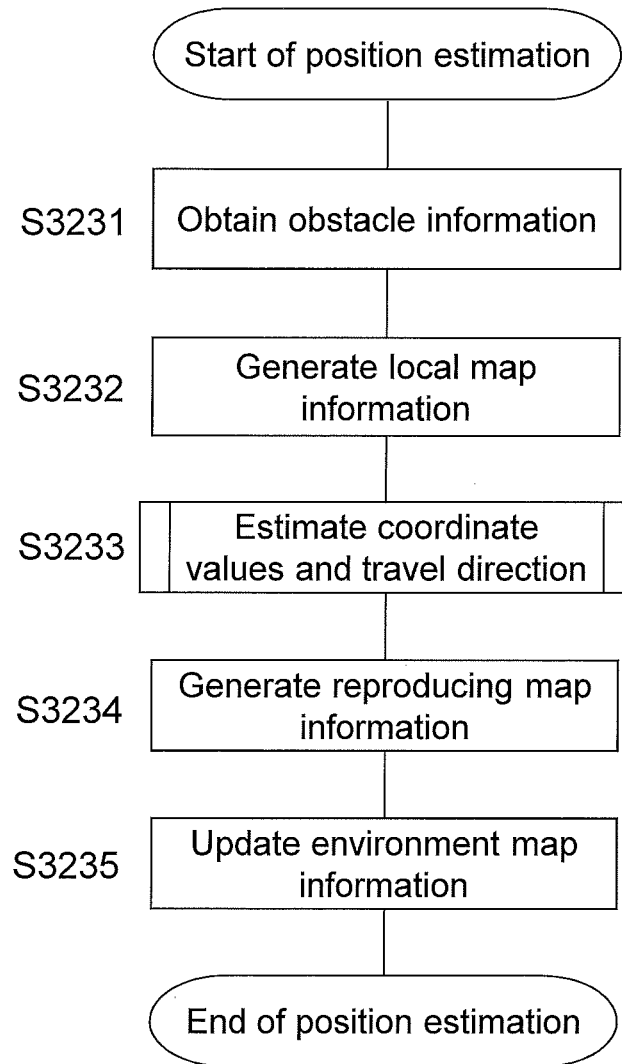 Start of position estimation
S3231
Obtain obstacle information
S3232
Generate local map
information
S3233
Estimate coordinate
values and travel direction
S3234
Generate reproducing map
information
S3235
Update environment map
information
End of position estimation